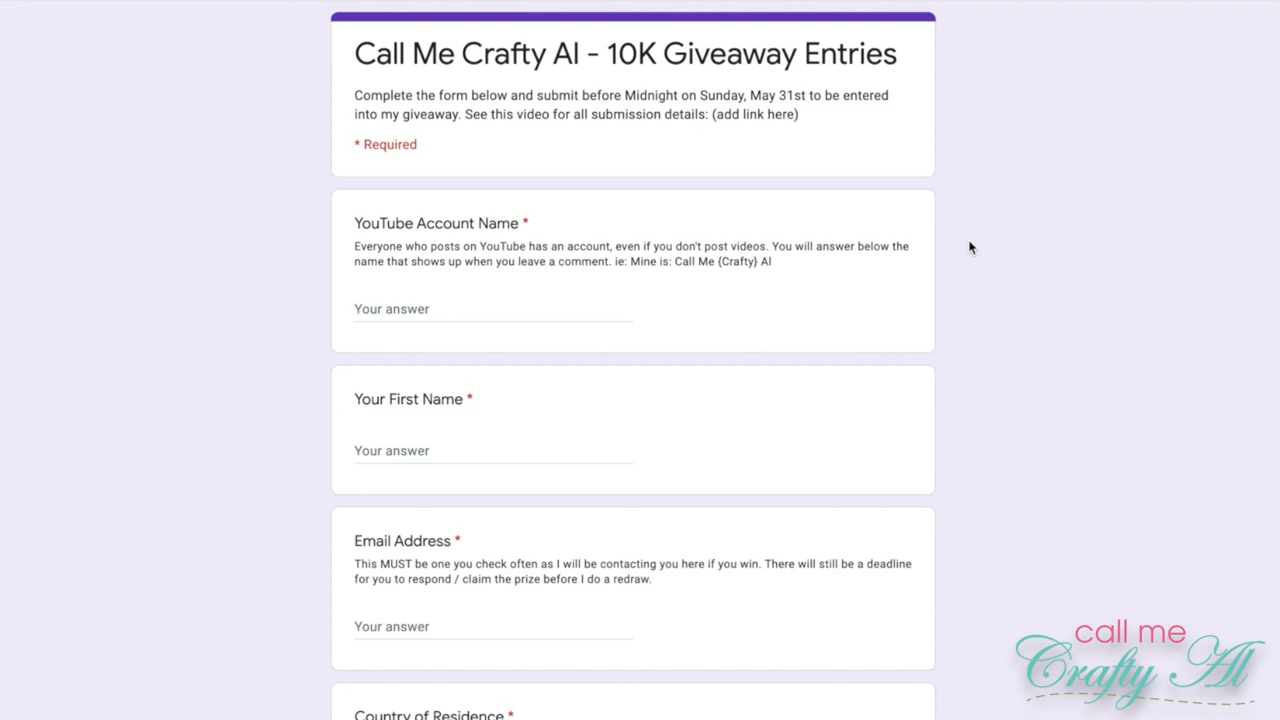 Call Me Crafty Al - 10K Giveaway Entries
Complete the form below and submit before Midnight on Sunday, May 31st to be entered
into my giveaway. See this video for all submission details: (add link here)
* Required
YouTube Account Name *
Everyone who posts on YouTube has an account, even if you don't post videos. You will answer below the
name that shows up when you leave a comment. ie: Mine is: Call Me {Crafty} Al
Your answer
Your First Name *
Your answer
Email Address *
This MUST be one you check often as I will be contacting you here if you win. There will still be a deadline
for you to respond / claim the prize before I do a redraw.
Your answer
Country of Residence *
call me
Crafty Al